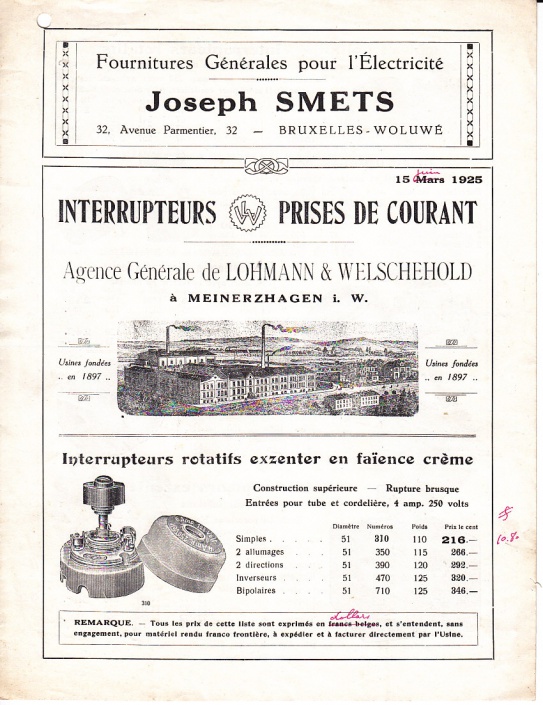 Fournitures Générales pour l'Électricité
Joseph SMETS
32, Avenue Parmentier, 32 — BRUXELLES-WOLUWÉ
juin
15 Mars 1925
INTERRUPTEURS LW PRISES DE COURANT
Agence Générale de LOHMANN & WELSCHEHOLD
à MEINERZHAGEN i. W.
Usines fondées
.. en 1897 ..
Usines fondées
.. en 1897 ..
Interrupteurs rotatifs exzenter en faïence crème
Construction supérieure — Rupture brusque
Entrées pour tube et cordelière, 4 amp. 250 volts
Diamètre Numéros Poids Prix le cent
Simples . . . . 51 310 110 216.—
2 allumages . . . 51 350 115 266.—
2 directions . . . 51 390 120 292.—
Inverseurs . . . 51 470 125 320.—
Bipolaires . . . 51 710 125 346.—
10.80
310
dollars
REMARQUE. — Tous les prix de cette liste sont exprimés en francs belges, et s'entendent, sans
engagement, pour matériel rendu franco frontière, à expédier et à facturer directement par l'Usine.